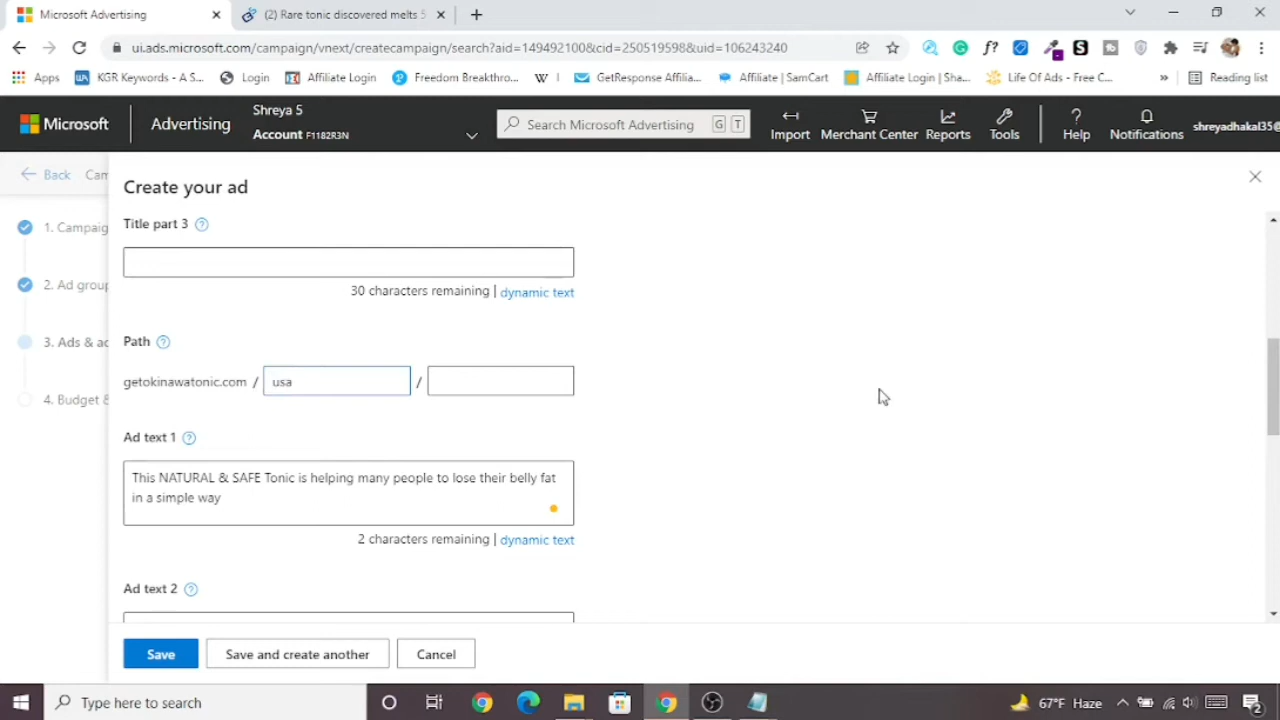 Microsoft Advertising
(2) Rare tonic discovered melts 5
ui.ads.microsoft.com/campaign/vnext/createcampaign/search?aid=149492100&cid=250519598&uid=106243240
Apps
KGR Keywords - A S...
Login
Affiliate Login
Freedom Breakthro...
GetResponse Affilia...
Affiliate | SamCart
Affiliate Login | Sha...
Life Of Ads - Free C...
Reading list
Microsoft
Advertising
Shreya 5
Account F1182R3N
Search Microsoft Advertising G T
Import
Merchant Center
Reports
Tools
Help
Notifications
shreyadhakal35@
Back Cam
Create your ad
1. Campaig
2. Ad group
3. Ads & ad
4. Budget &
Title part 3
30 characters remaining | dynamic text
Path
getokinawatonic.com / usa /
Ad text 1
This NATURAL & SAFE Tonic is helping many people to lose their belly fat
in a simple way
2 characters remaining | dynamic text
Ad text 2
Save
Save and create another
Cancel
Type here to search
67°F Haze
2